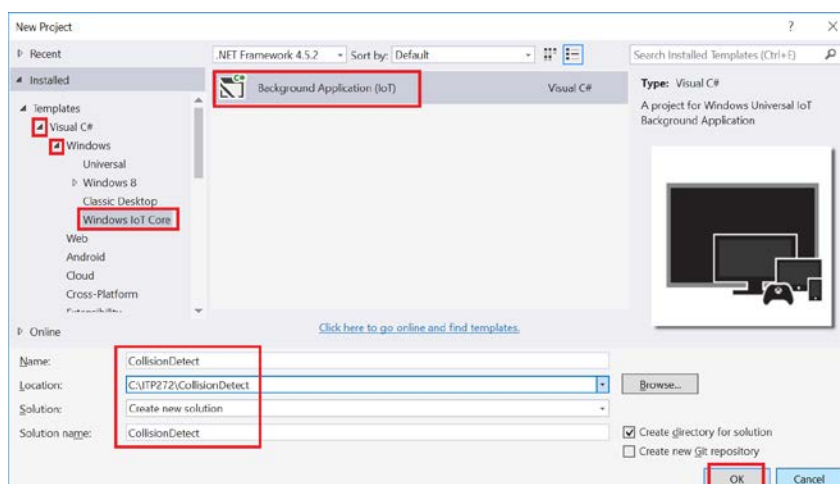 New Project
? X
Recent
.NET Framework 4.5.2
Sort by: Default
Search Installed Templates (Ctrl+E)
Installed
Templates
Visual C#
Windows
Universal
Windows 8
Classic Desktop
Windows IoT Core
Web
Android
Cloud
Cross-Platform
Online
C#
Background Application (IoT)
Visual C#
Type: Visual C#
A project for Windows Universal IoT
Background Application
Click here to go online and find templates.
Name: CollisionDetect
Location: C:\ITP272\CollisionDetect
Browse...
Solution: Create new solution
Solution name: CollisionDetect
Create directory for solution
Create new Git repository
OK
Cancel